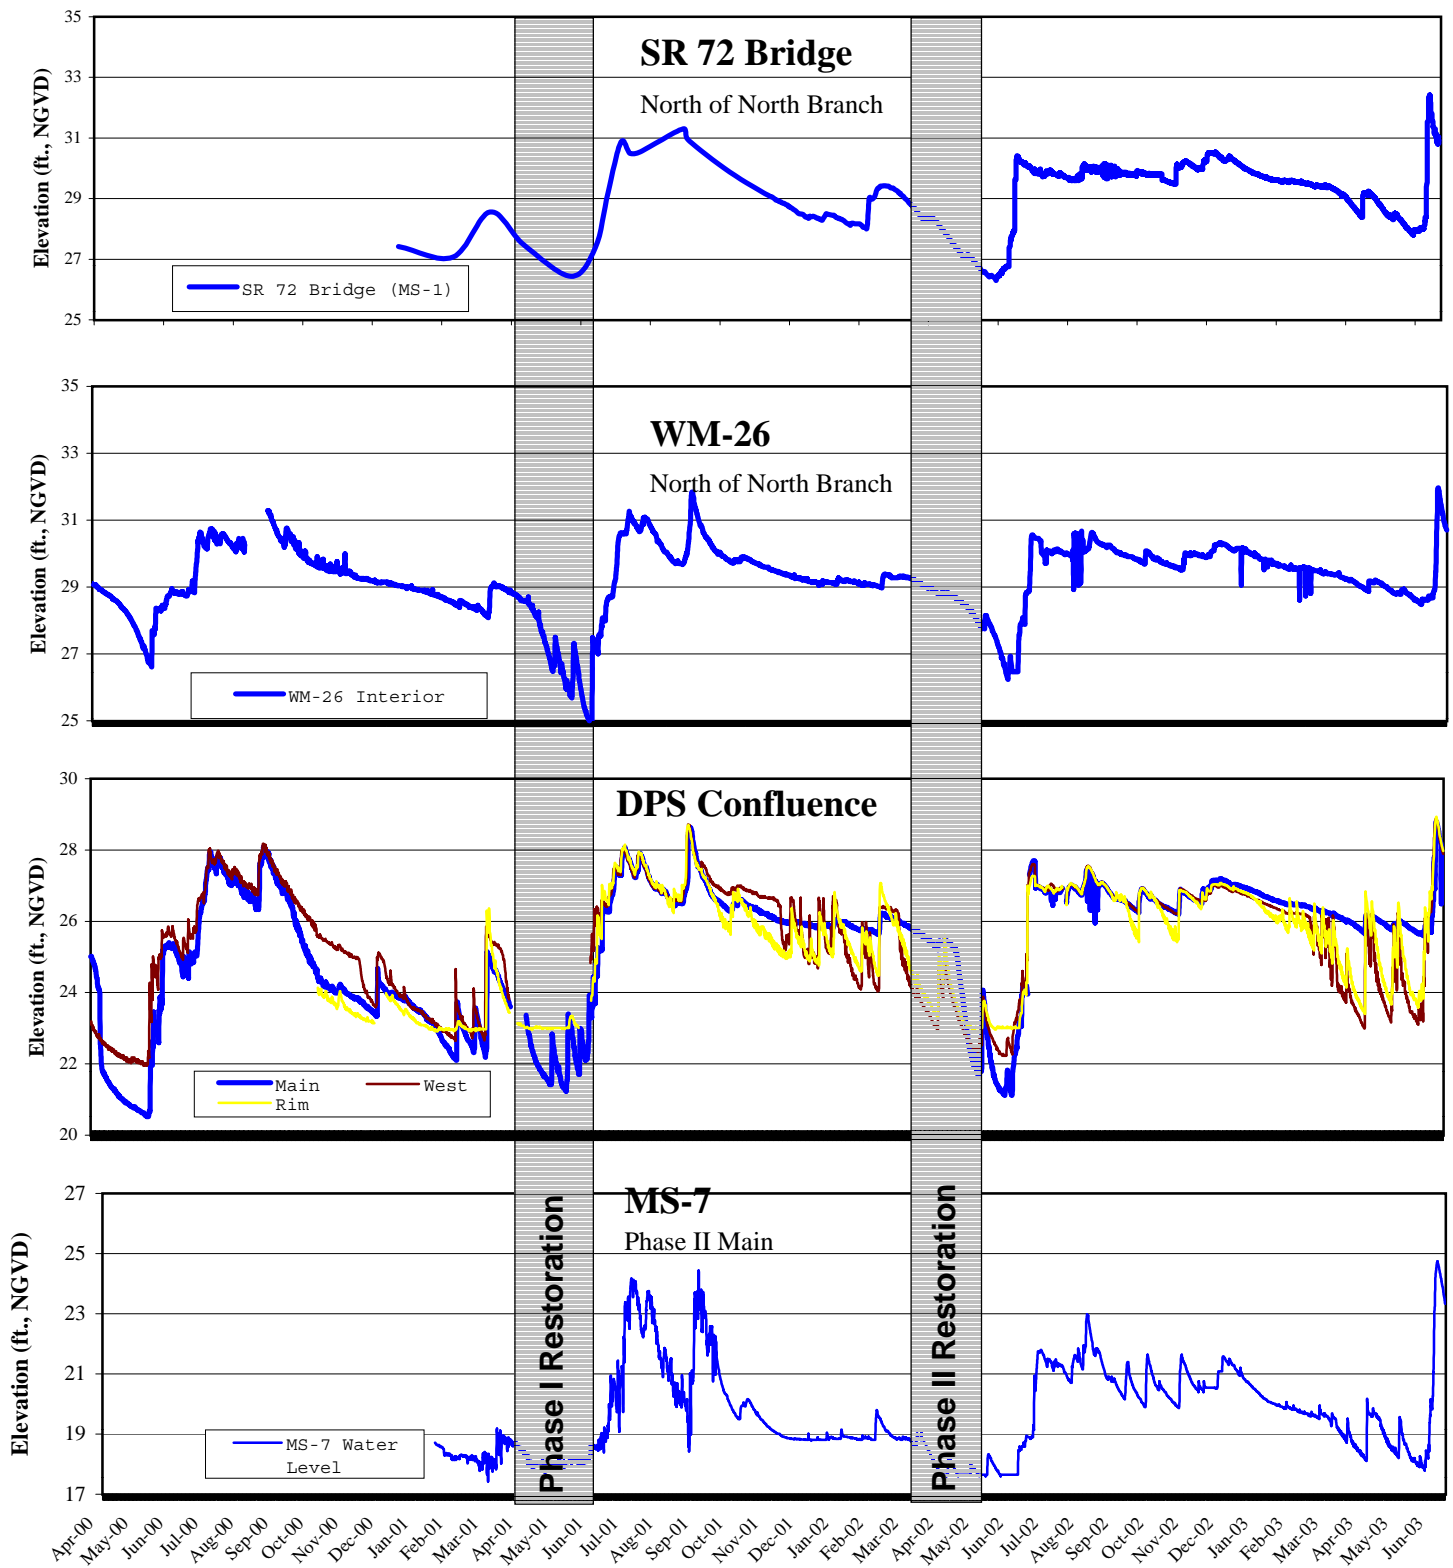 SR 72 Bridge
North of North Branch
Elevation (ft., NGVD)
35
33
31
29
27
25
SR 72 Bridge (MS-1)
WM-26
North of North Branch
Elevation (ft., NGVD)
35
33
31
29
27
25
WM-26 Interior
DPS Confluence
Elevation (ft., NGVD)
30
28
26
24
22
20
Main
West
Rim
MS-7
Phase II Main
Elevation (ft., NGVD)
27
25
23
21
19
17
MS-7 Water
Level
Phase I Restoration
Phase II Restoration
Apr-00
May-00
Jun-00
Jul-00
Aug-00
Sep-00
Oct-00
Nov-00
Dec-00
Jan-01
Feb-01
Mar-01
Apr-01
May-01
Jun-01
Jul-01
Aug-01
Sep-01
Oct-01
Nov-01
Dec-01
Jan-02
Feb-02
Mar-02
Apr-02
May-02
Jun-02
Jul-02
Aug-02
Sep-02
Oct-02
Nov-02
Dec-02
Jan-03
Feb-03
Mar-03
Apr-03
May-03
Jun-03